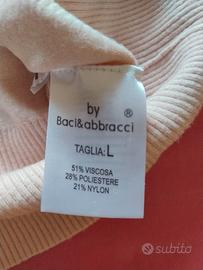 by
Baci&abbracci ®
TAGLIA: L
51% VISCOSA
28% POLIESTERE
21% NYLON
subito